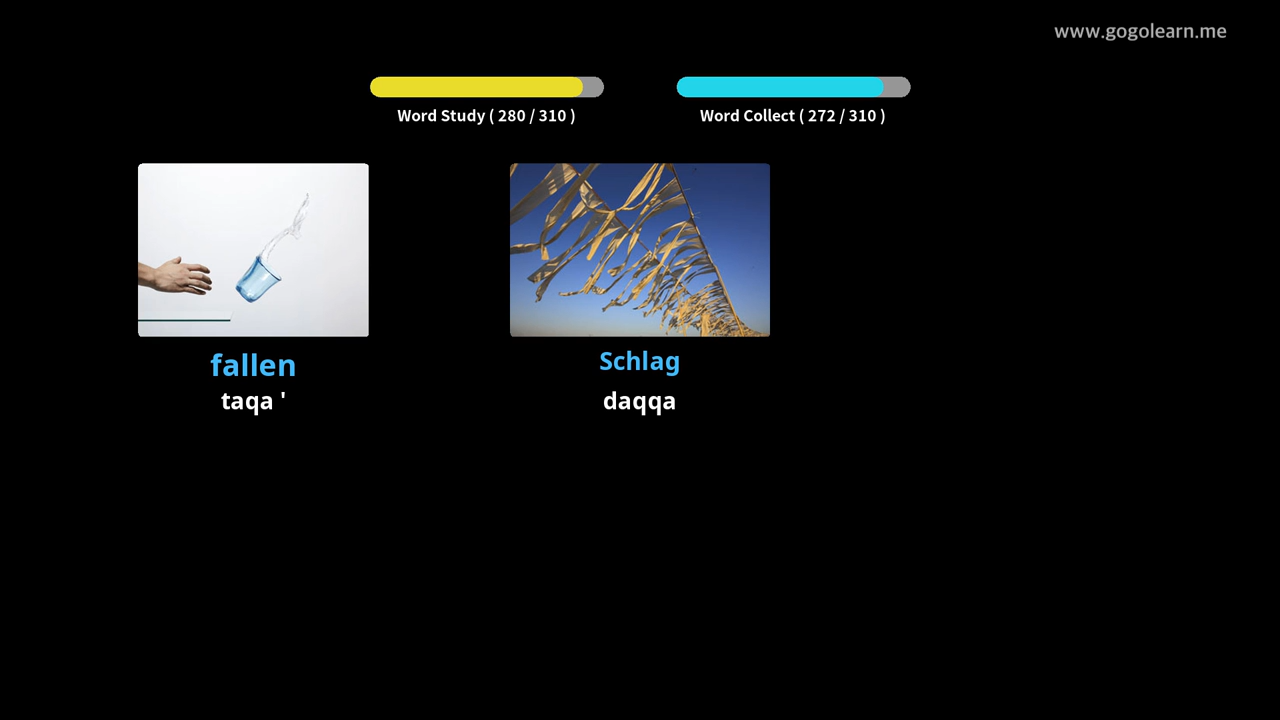 www.gogolearn.me
Word Study ( 280 / 310 )
Word Collect ( 272 / 310 )
fallen
taqa '
Schlag
daqqa